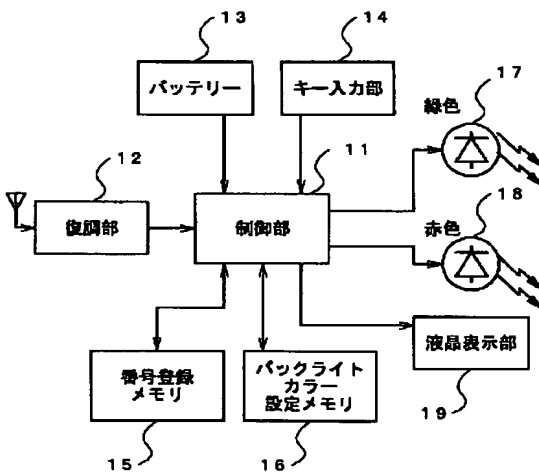 13
14
17
バッテリー
キー入力部
緑色
12
11
18
復調部
制御部
赤色
液晶表示部
番号登録
メモリ
バックライト
カラー
設定メモリ
19
15
16